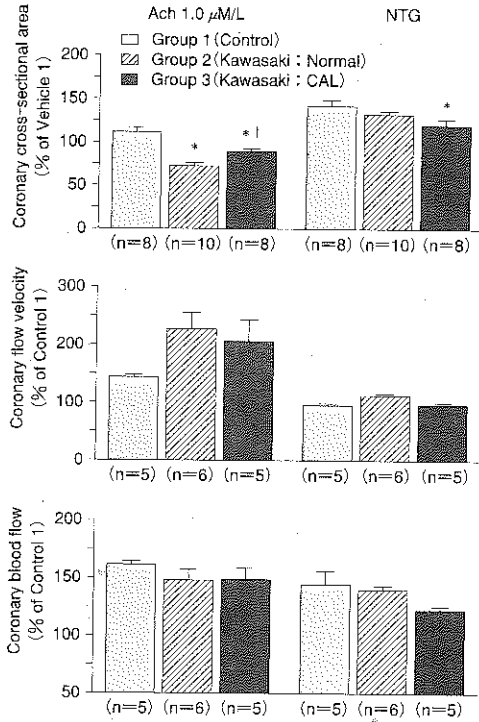 Ach 1.0 μM/L NTG
Group 1 (Control)
Group 2 (Kawasaki : Normal)
Group 3 (Kawasaki : CAL)
Coronary cross-sectional area
(% of Vehicle 1)
200
150
100
50
0
* * † *
(n=8) (n=10) (n=8) (n=8) (n=10) (n=8)
Coronary flow velocity
(% of Control 1)
300
200
100
0
(n=5) (n=6) (n=5) (n=5) (n=6) (n=5)
Coronary blood flow
(% of Control 1)
200
150
100
50
(n=5) (n=6) (n=5) (n=5) (n=6) (n=5)